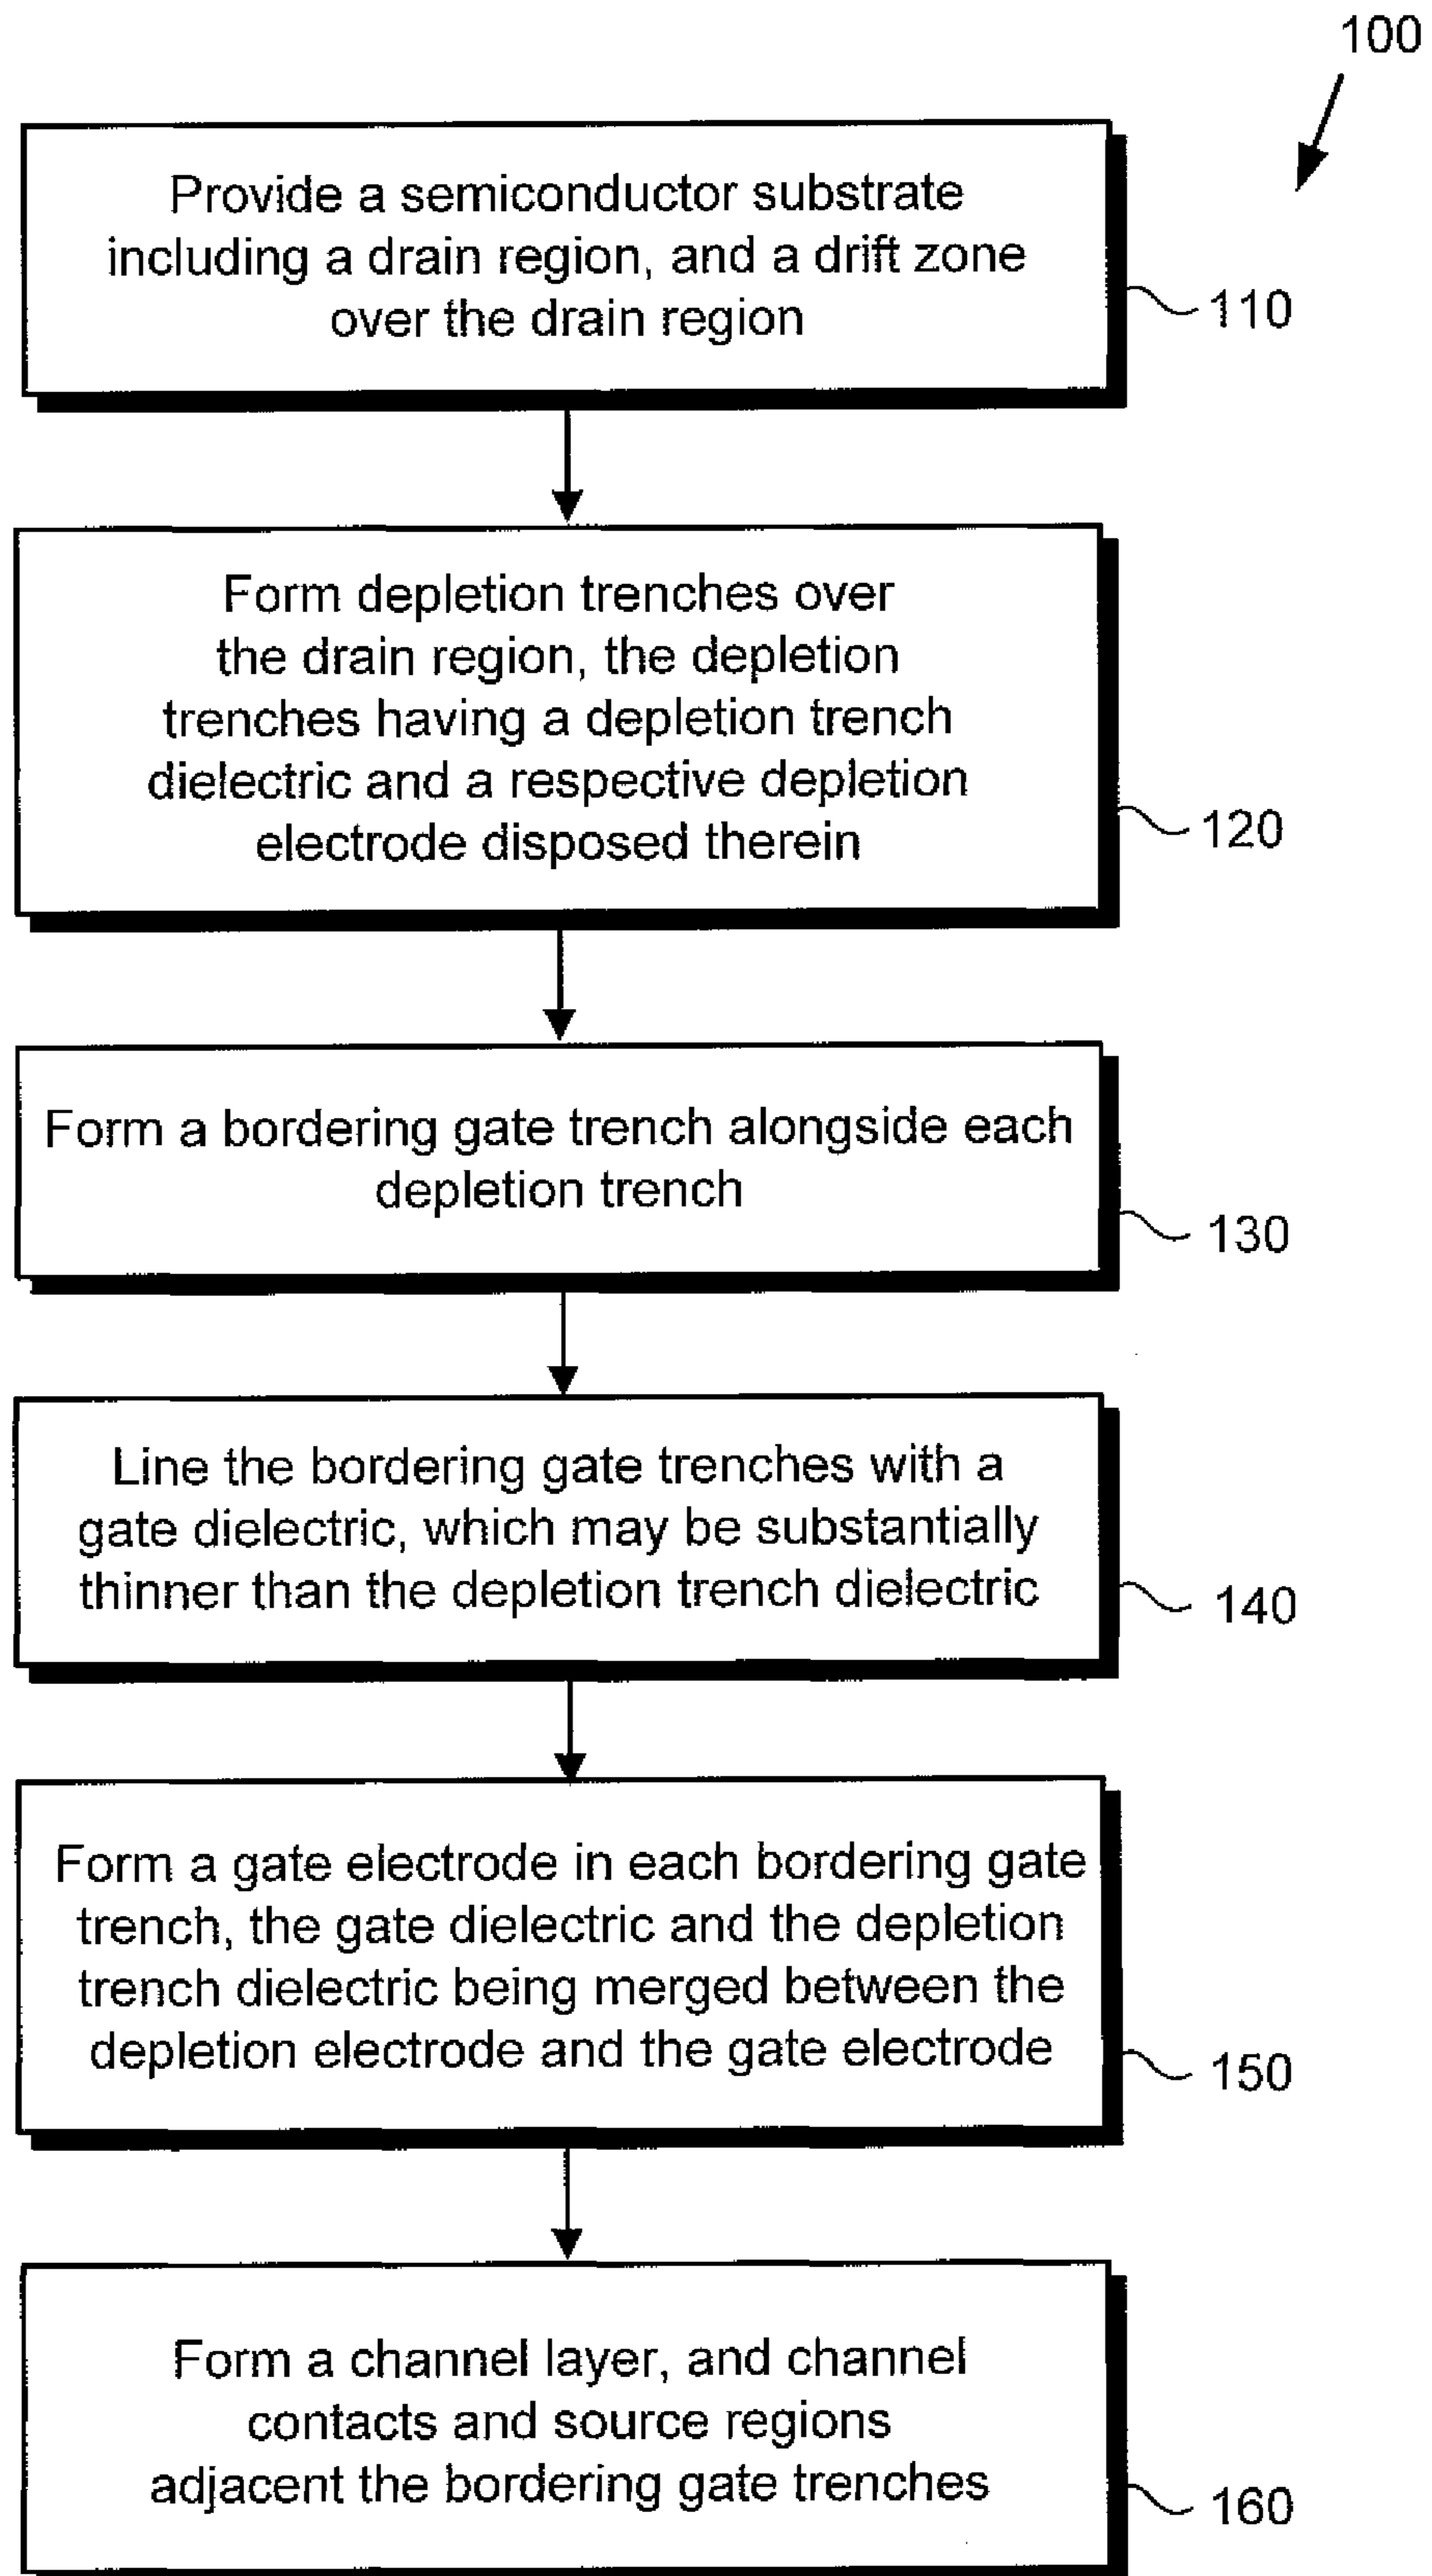 100
Provide a semiconductor substrate
including a drain region, and a drift zone
over the drain region
110
Form depletion trenches over
the drain region, the depletion
trenches having a depletion trench
dielectric and a respective depletion
electrode disposed therein
120
Form a bordering gate trench alongside each
depletion trench
130
Line the bordering gate trenches with a
gate dielectric, which may be substantially
thinner than the depletion trench dielectric
140
Form a gate electrode in each bordering gate
trench, the gate dielectric and the depletion
trench dielectric being merged between the
depletion electrode and the gate electrode
150
Form a channel layer, and channel
contacts and source regions
adjacent the bordering gate trenches
160